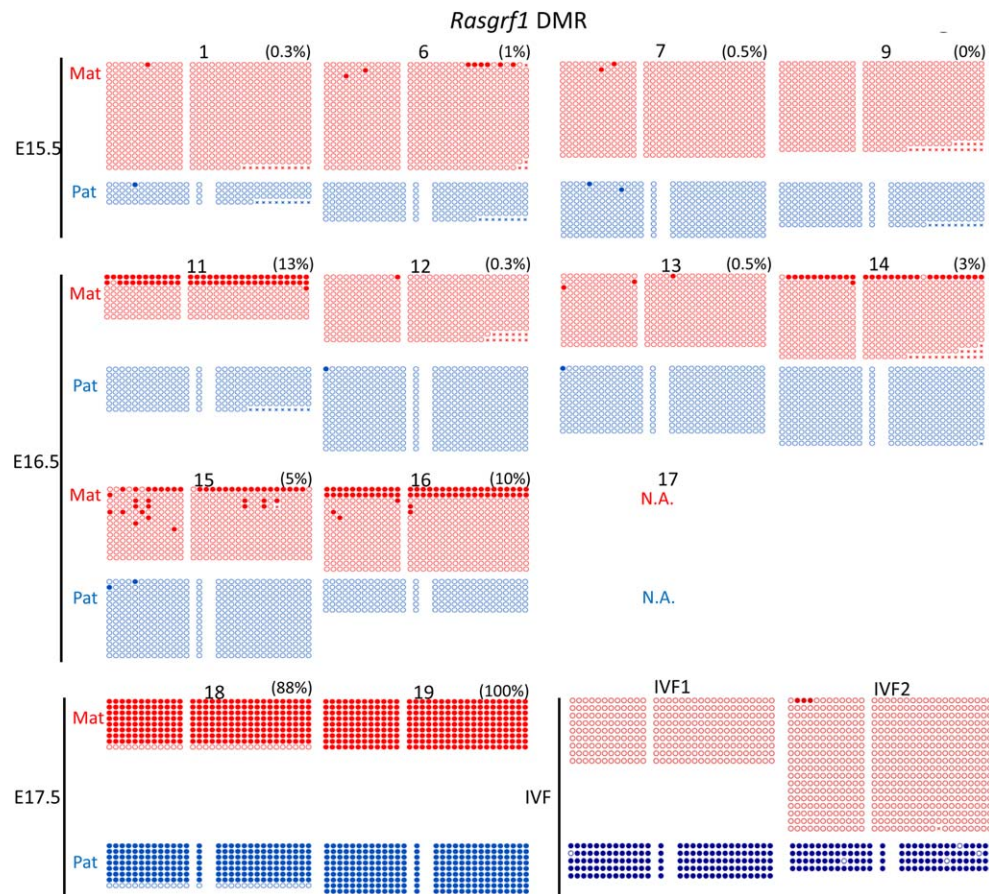 Rasgrf1 DMR
1 (0.3%) 6 (1%) 7 (0.5%) 9 (0%)
Mat
E15.5
Pat
11 (13%) 12 (0.3%) 13 (0.5%) 14 (3%)
Mat
Pat
E16.5
15 (5%) 16 (10%) 17
Mat N.A.
Pat N.A.
18 (88%) 19 (100%) IVF1 IVF2
Mat
E17.5 IVF
Pat